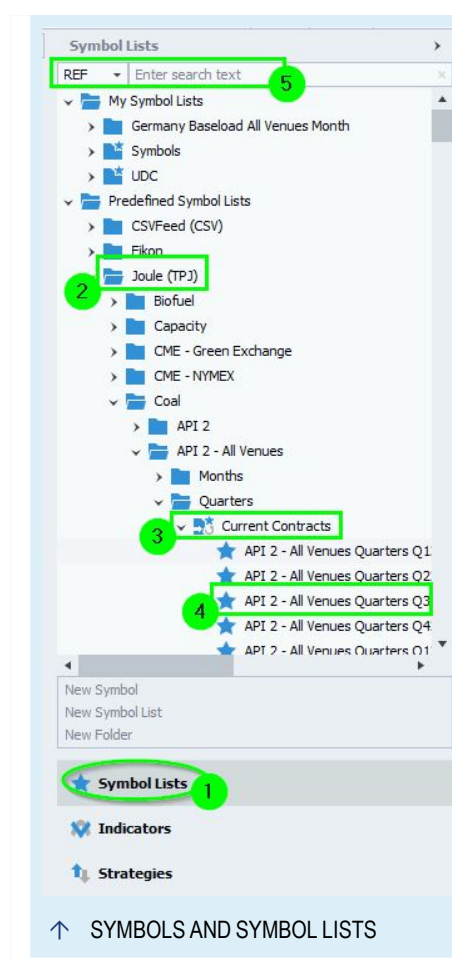 Symbol Lists
REF Enter search text
5
My Symbol Lists
Germany Baseload All Venues Month
Symbols
UDC
Predefined Symbol Lists
CSVFeed (CSV)
Eikon
Joule (TPJ)
2
Biofuel
Capacity
CME - Green Exchange
CME - NYMEX
Coal
API 2
API 2 - All Venues
Months
Quarters
Current Contracts
3
API 2 - All Venues Quarters Q1
API 2 - All Venues Quarters Q2
API 2 - All Venues Quarters Q3
4
API 2 - All Venues Quarters Q4
API 2 - All Venues Quarters Q1
New Symbol
New Symbol List
New Folder
Symbol Lists
1
Indicators
Strategies
↑ SYMBOLS AND SYMBOL LISTS